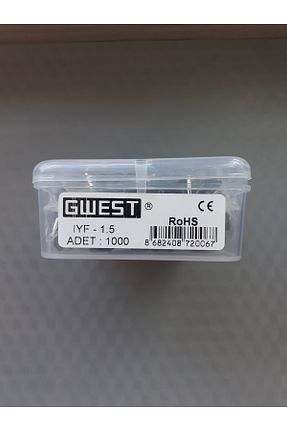 GWEST ®
CE
IYF - 1.5
RoHS
ADET : 1000
8 682408 720067